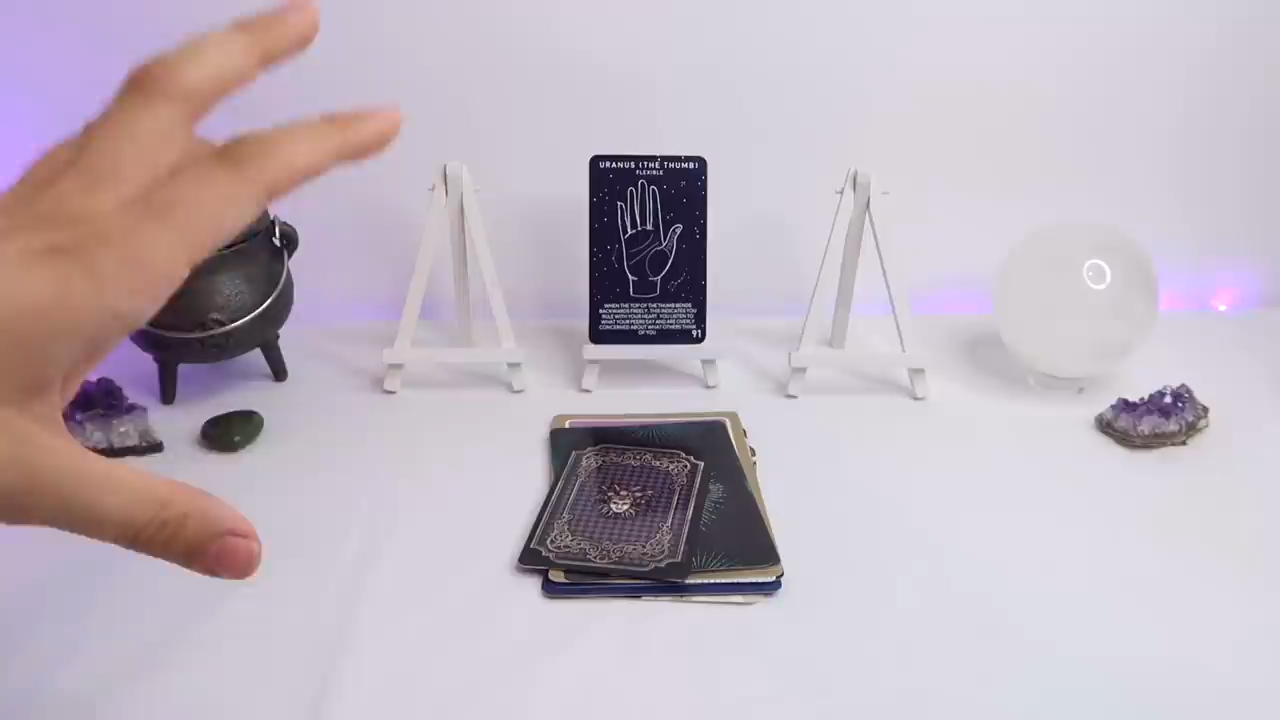 URANUS (THE THUMB)
FLEXIBLE
WHEN THE TOP OF THE THUMB BENDS
BACKWARDS FREELY. THIS INDICATES YOU
RULE WITH YOUR HEART. YOU LISTEN TO
WHAT YOUR PEERS SAY AND ARE OVERLY
CONCERNED ABOUT WHAT OTHERS THINK
OF YOU
91